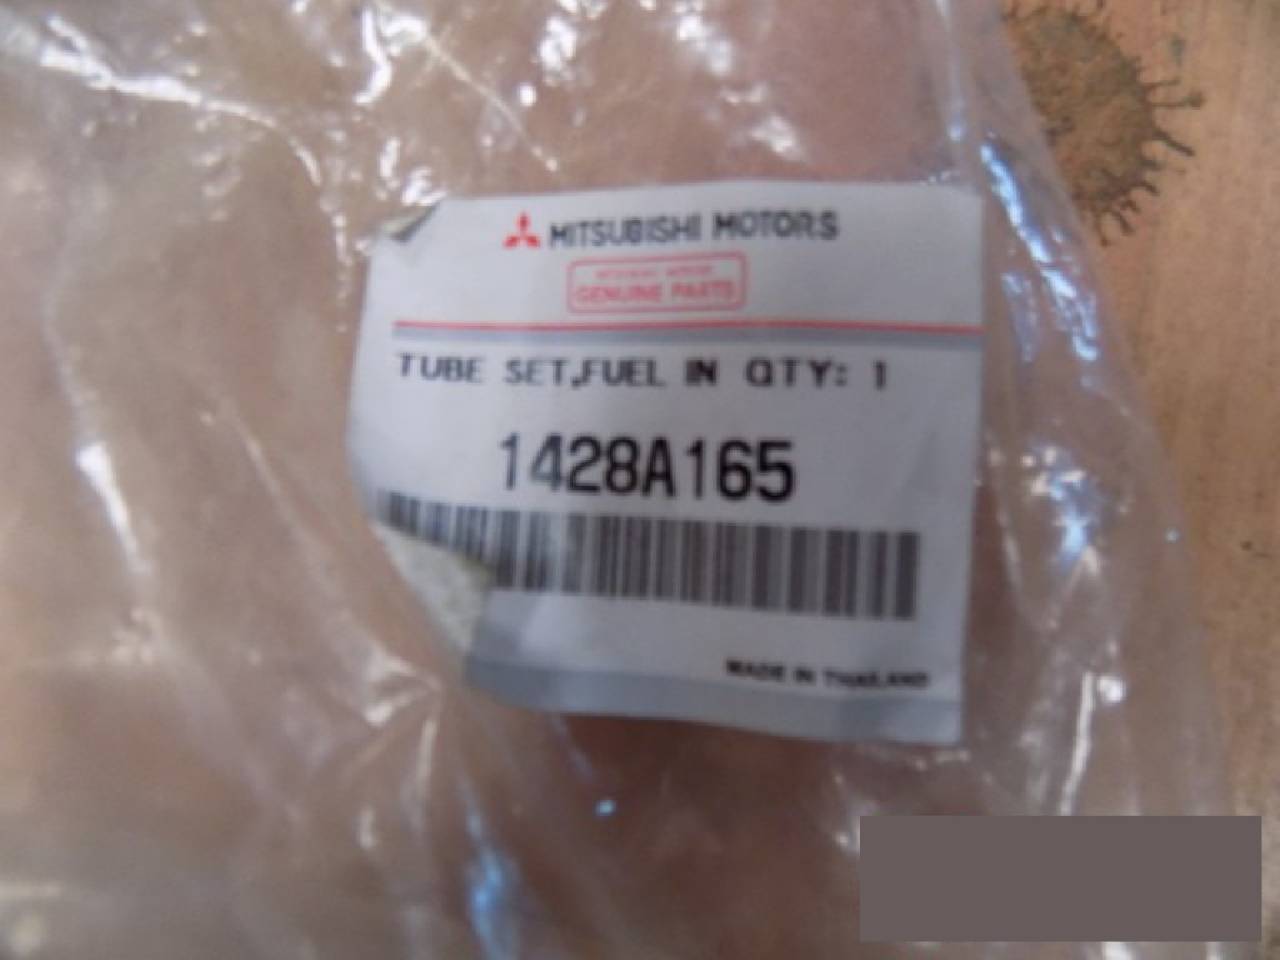 MITSUBISHI MOTORS
GENUINE PARTS
TUBE SET,FUEL IN QTY: 1
1428A165
MADE IN THAILAND